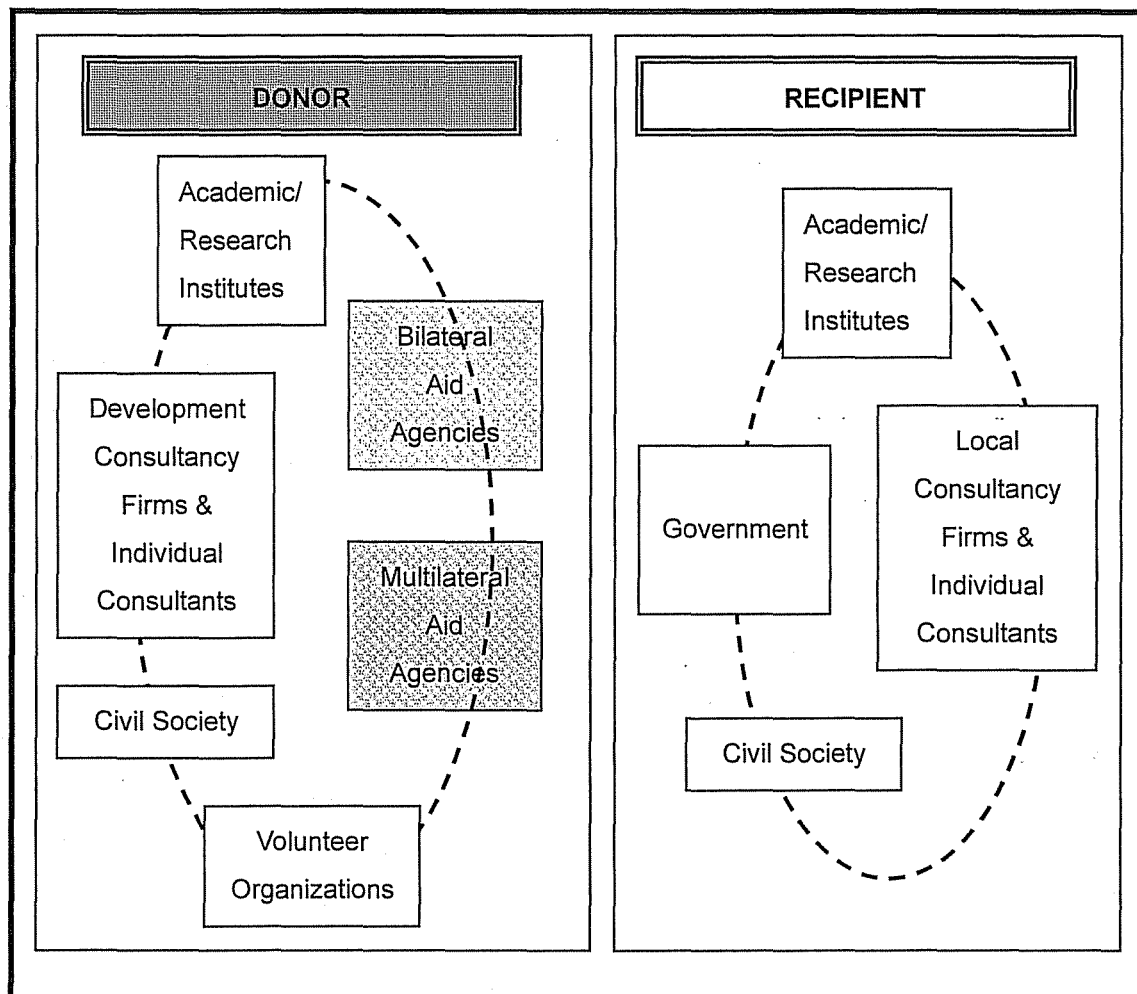 DONOR
Academic/
Research
Institutes
Bilateral
Aid
Agencies
Development
Consultancy
Firms &
Individual
Consultants
Multilateral
Aid
Agencies
Civil Society
Volunteer
Organizations
RECIPIENT
Academic/
Research
Institutes
Government
Local
Consultancy
Firms &
Individual
Consultants
Civil Society